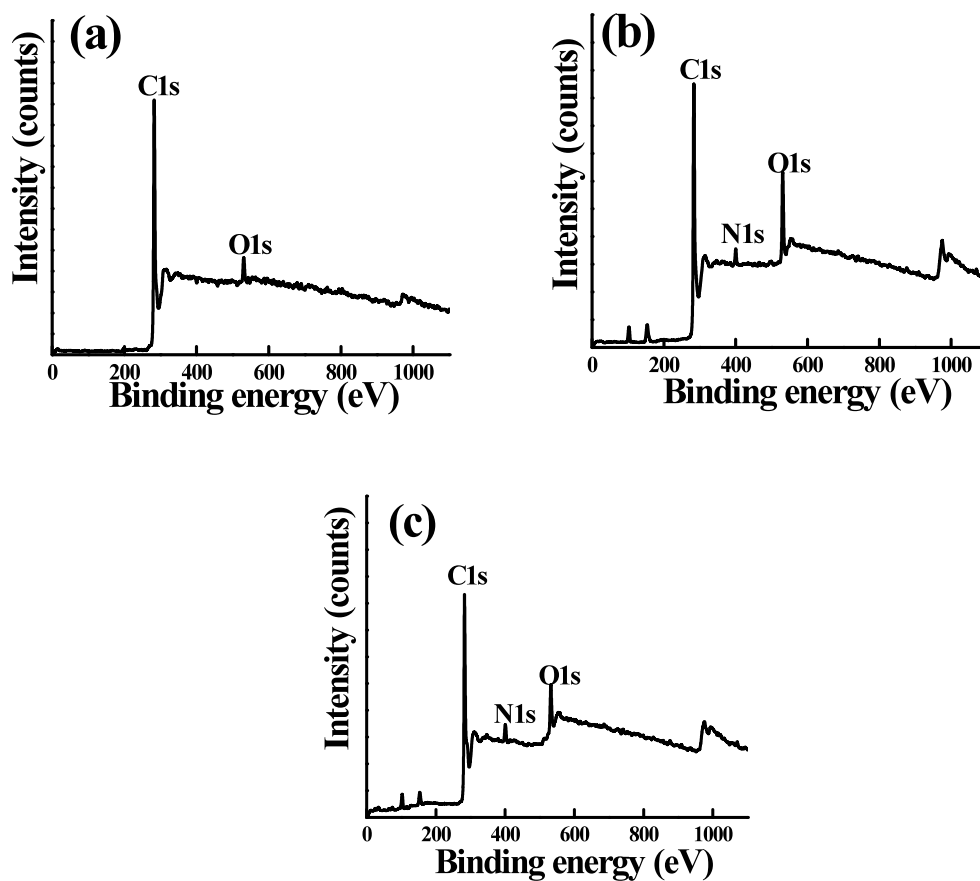 (a)
C1s
O1s
Intensity (counts)
0 200 400 600 800 1000
Binding energy (eV)
(b)
C1s
O1s
N1s
Intensity (counts)
0 200 400 600 800 1000
Binding energy (eV)
(c)
C1s
O1s
N1s
Intensity (counts)
0 200 400 600 800 1000
Binding energy (eV)